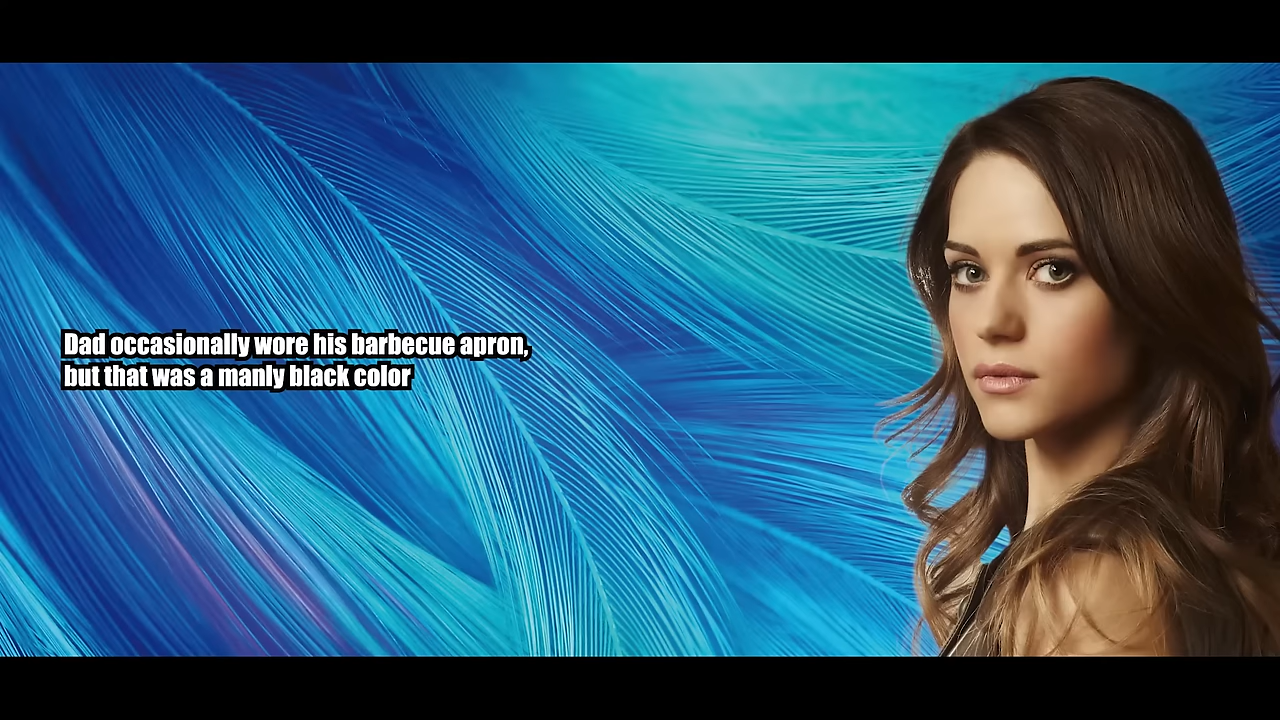 Dad occasionally wore his barbecue apron,
but that was a manly black color